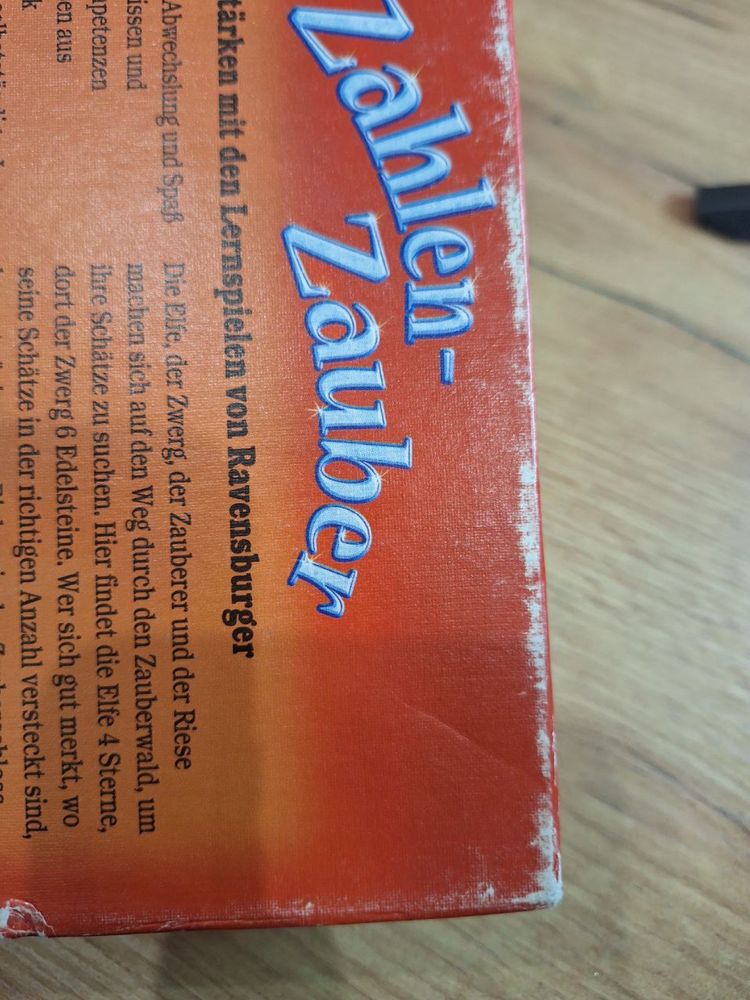 Zahlen-
Zauber
tärken mit den Lernspielen von Ravensburger
Abwechslung und Spaß
issen und
petenzen
en aus
Die Elfe, der Zwerg, der Zauberer und der Riese
machen sich auf den Weg durch den Zauberwald, um
ihre Schätze zu suchen. Hier findet die Elfe 4 Sterne,
dort der Zwerg 6 Edelsteine. Wer sich gut merkt, wo
seine Schätze in der richtigen Anzahl versteckt sind,